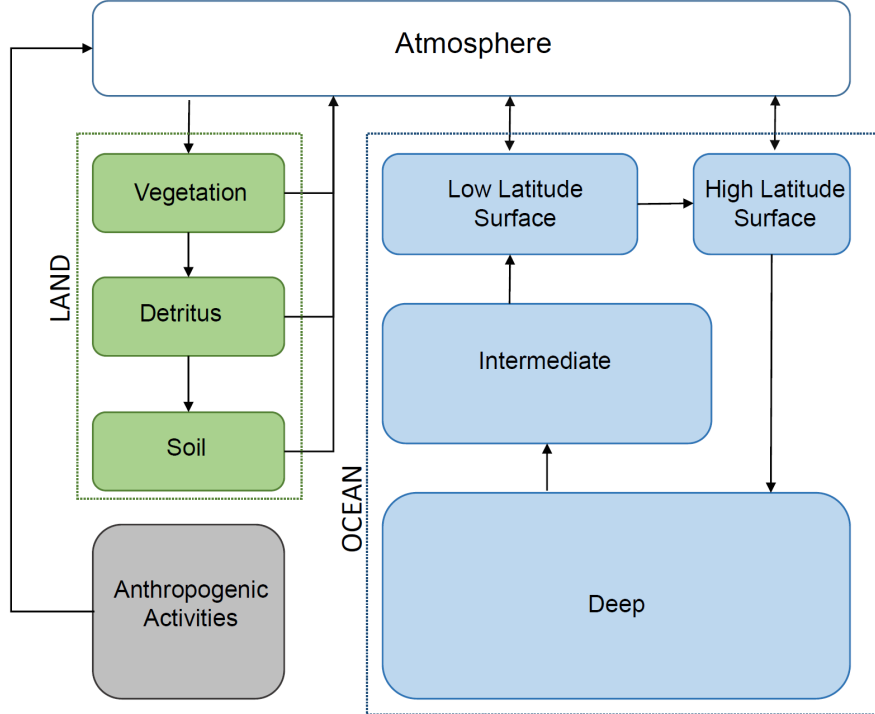 Atmosphere
LAND
Vegetation
Detritus
Soil
Anthropogenic
Activities
OCEAN
Low Latitude
Surface
High Latitude
Surface
Intermediate
Deep